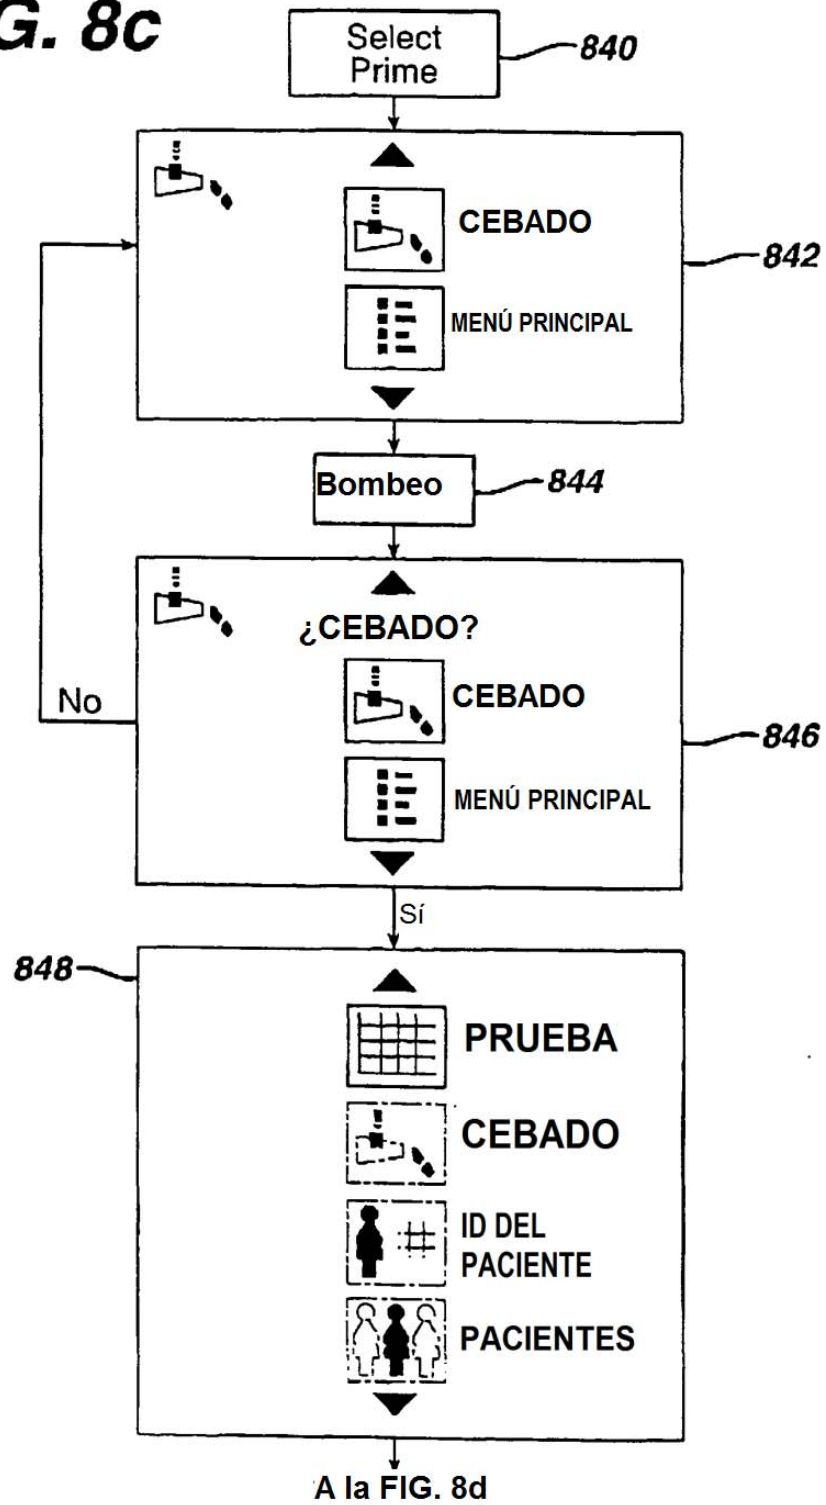 G. 8c
Select
Prime
840
CEBADO
842
MENÚ PRINCIPAL
Bombeo
844
¿CEBADO?
CEBADO
No
846
MENÚ PRINCIPAL
Sí
848
PRUEBA
CEBADO
ID DEL
PACIENTE
PACIENTES
A la FIG. 8d